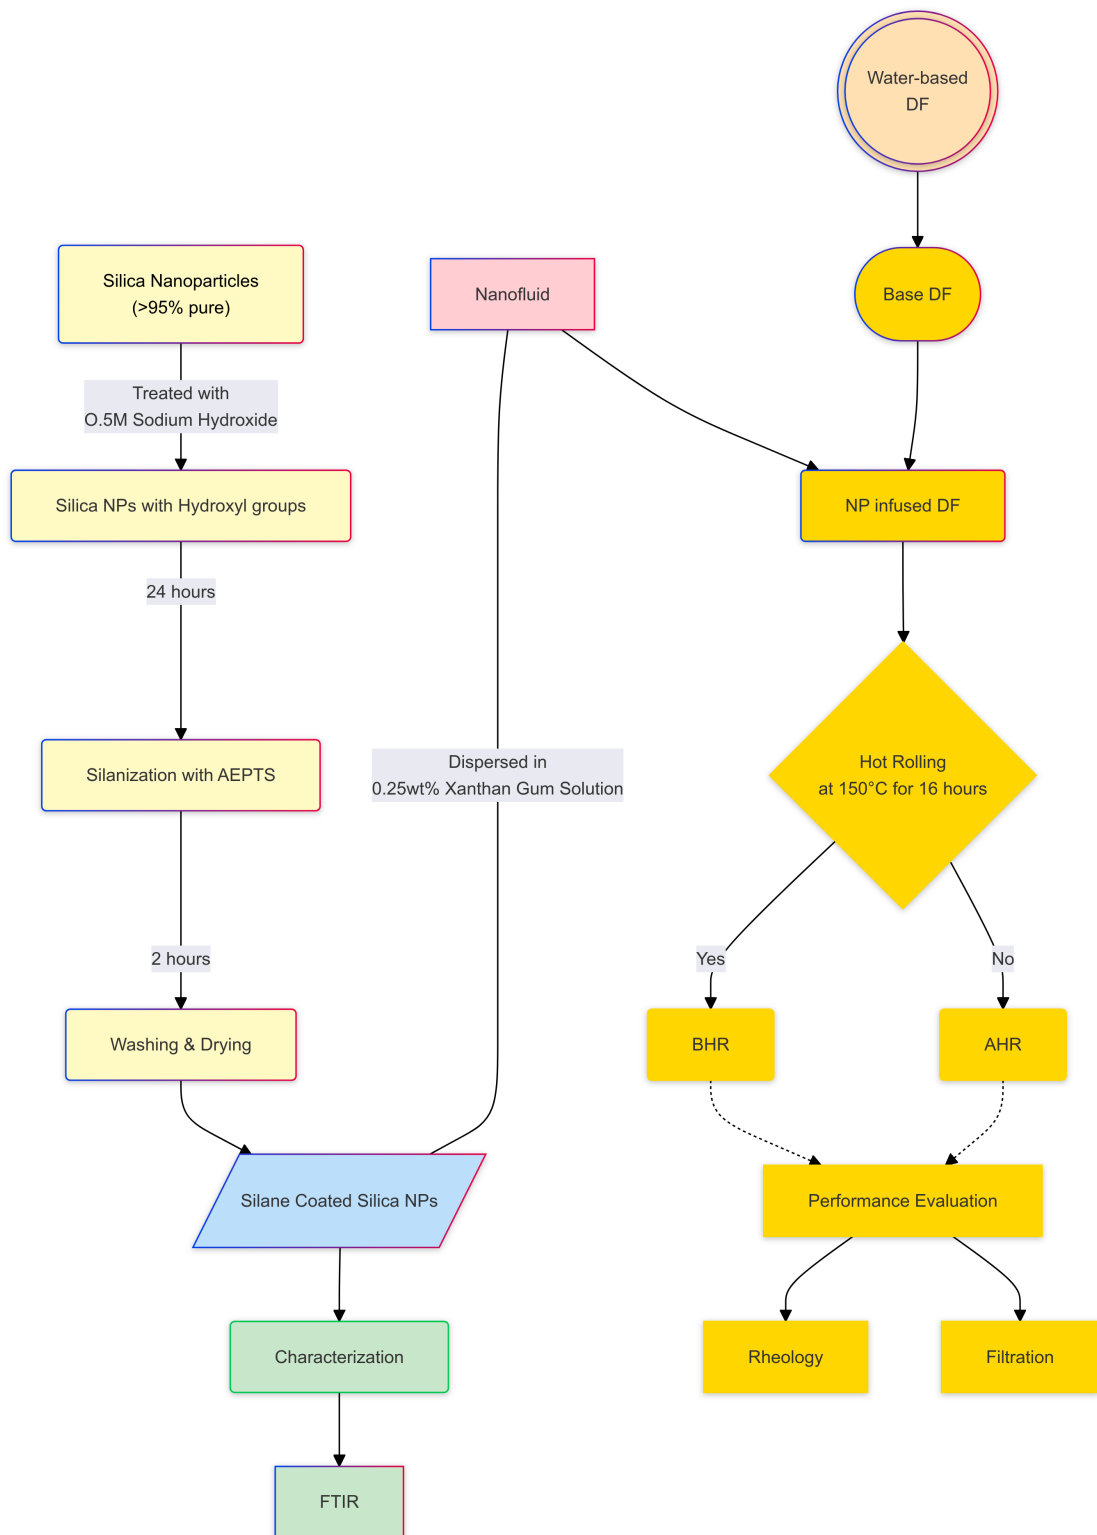 Water-based
DF
Silica Nanoparticles
(>95% pure)
Nanofluid
Base DF
Treated with
O.5M Sodium Hydroxide
Silica NPs with Hydroxyl groups
NP infused DF
24 hours
Silanization with AEPTS
Dispersed in
0.25wt% Xanthan Gum Solution
Hot Rolling
at 150°C for 16 hours
2 hours
Yes
No
Washing & Drying
BHR
AHR
Silane Coated Silica NPs
Performance Evaluation
Characterization
Rheology
Filtration
FTIR